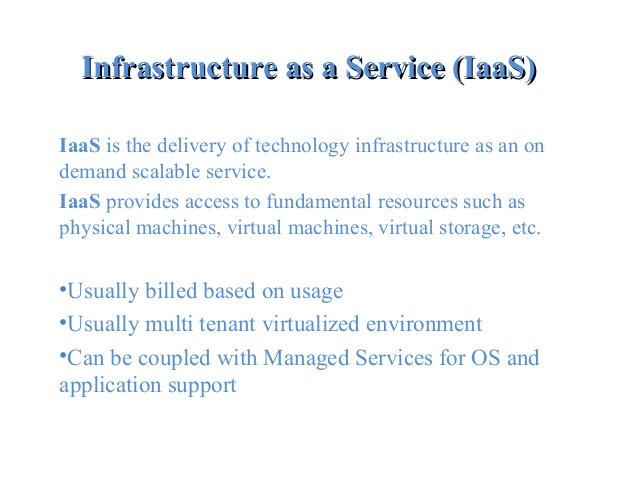 Infrastructure as a Service (IaaS)
IaaS is the delivery of technology infrastructure as an on
demand scalable service.
IaaS provides access to fundamental resources such as
physical machines, virtual machines, virtual storage, etc.
•Usually billed based on usage
•Usually multi tenant virtualized environment
•Can be coupled with Managed Services for OS and
application support